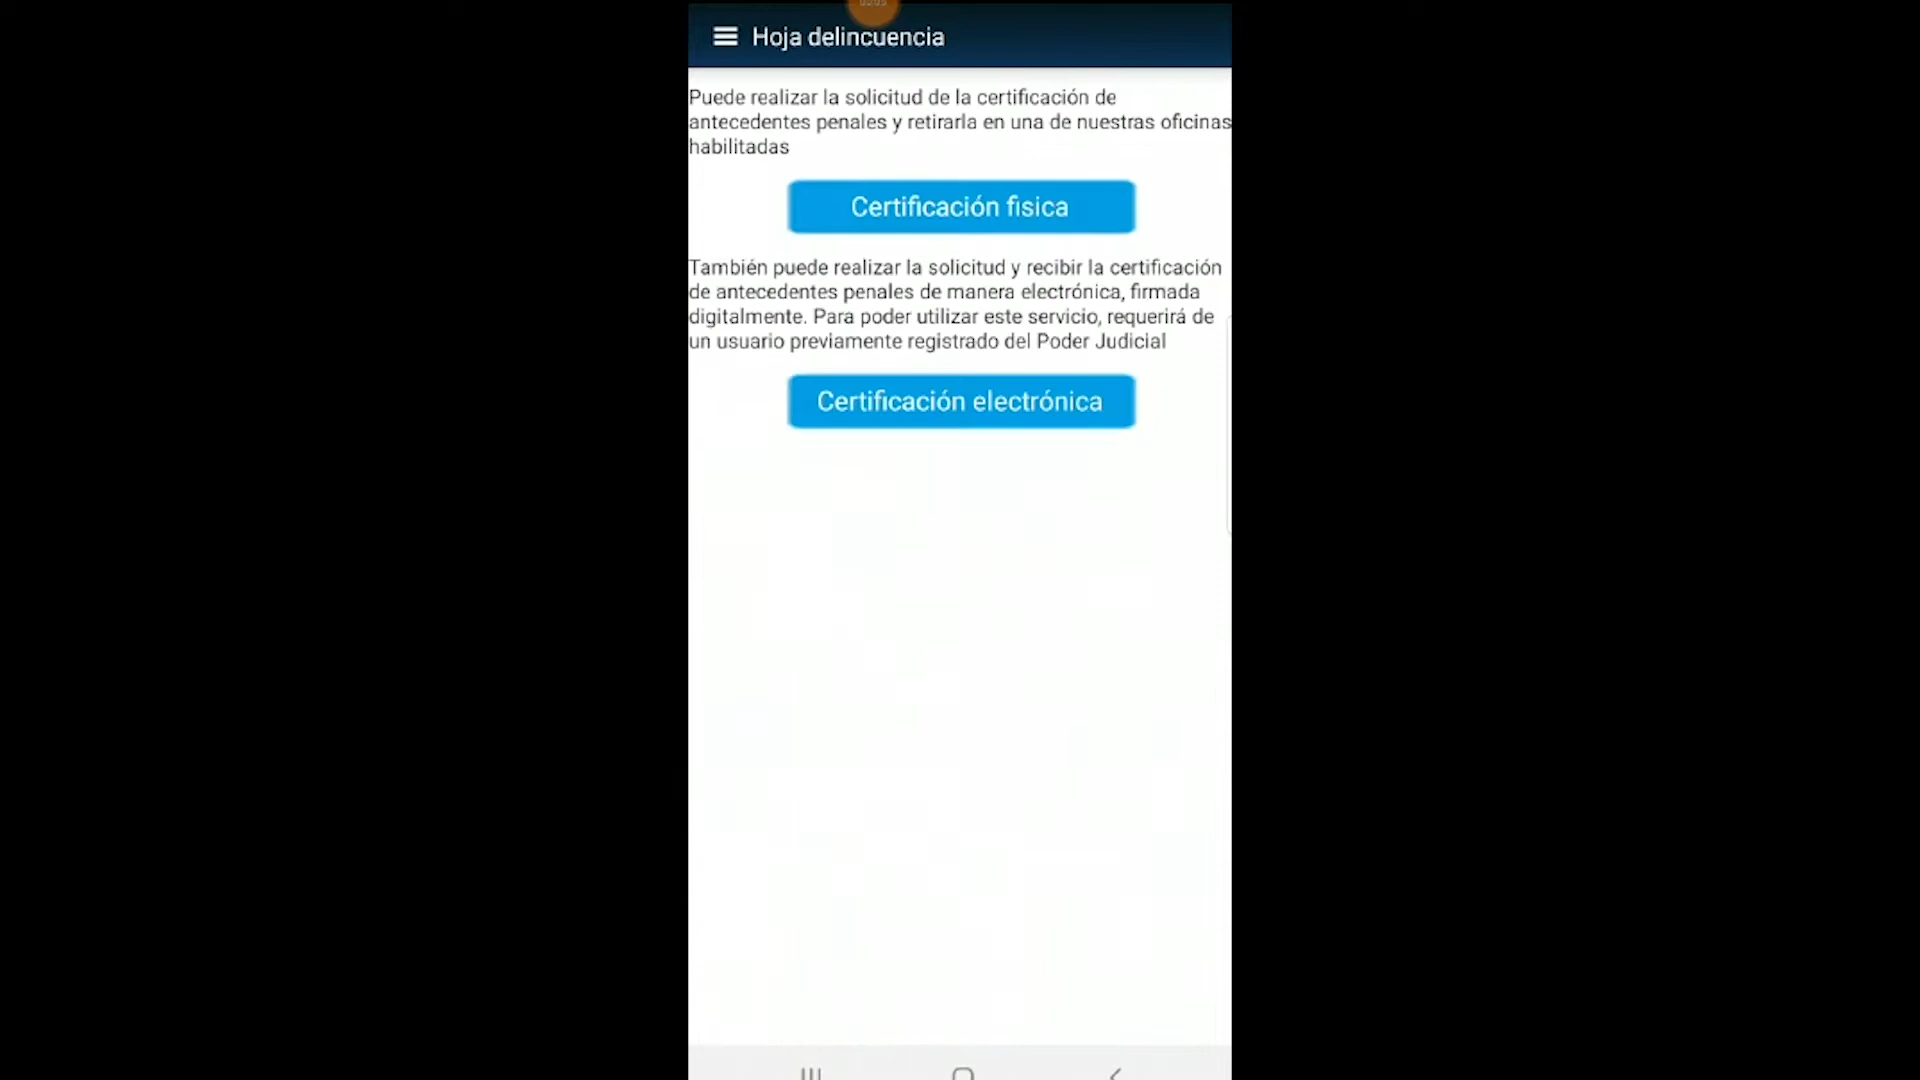 00:05
Hoja delincuencia
Puede realizar la solicitud de la certificación de
antecedentes penales y retirarla en una de nuestras oficinas
habilitadas
Certificación fisica
También puede realizar la solicitud y recibir la certificación
de antecedentes penales de manera electrónica, firmada
digitalmente. Para poder utilizar este servicio, requerirá de
un usuario previamente registrado del Poder Judicial
Certificación electrónica